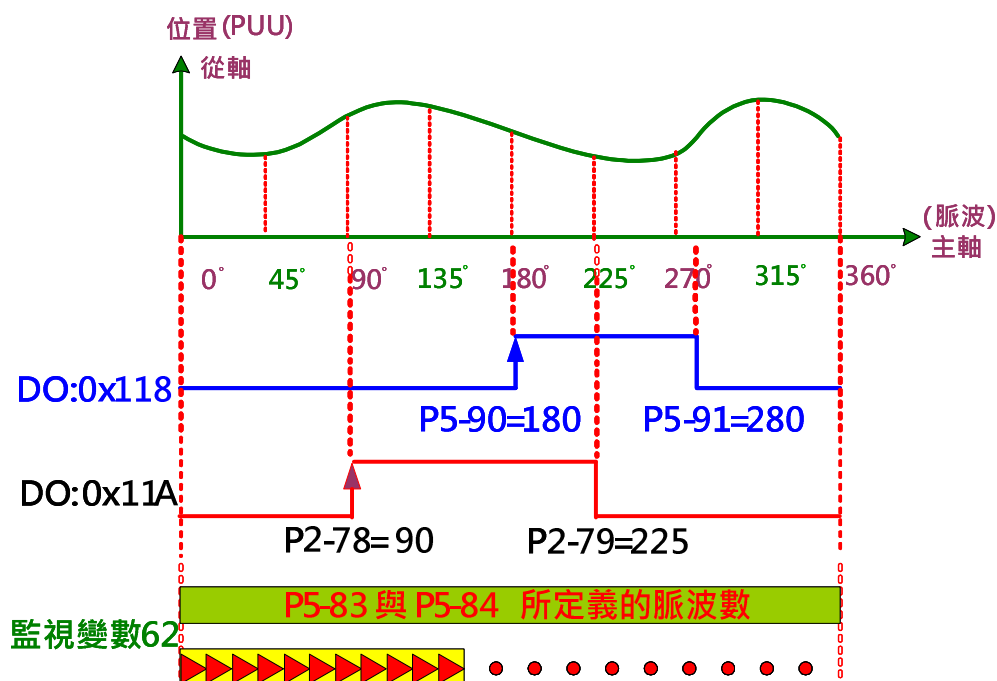 位置(PUU)
從軸
(脈波)
主軸
0° 45° 90° 135° 180° 225° 270° 315° 360°
DO:0x118
P5-90=180 P5-91=280
DO:0x11A
P2-78=90 P2-79=225
P5-83 與 P5-84 所定義的脈波數
監視變數62